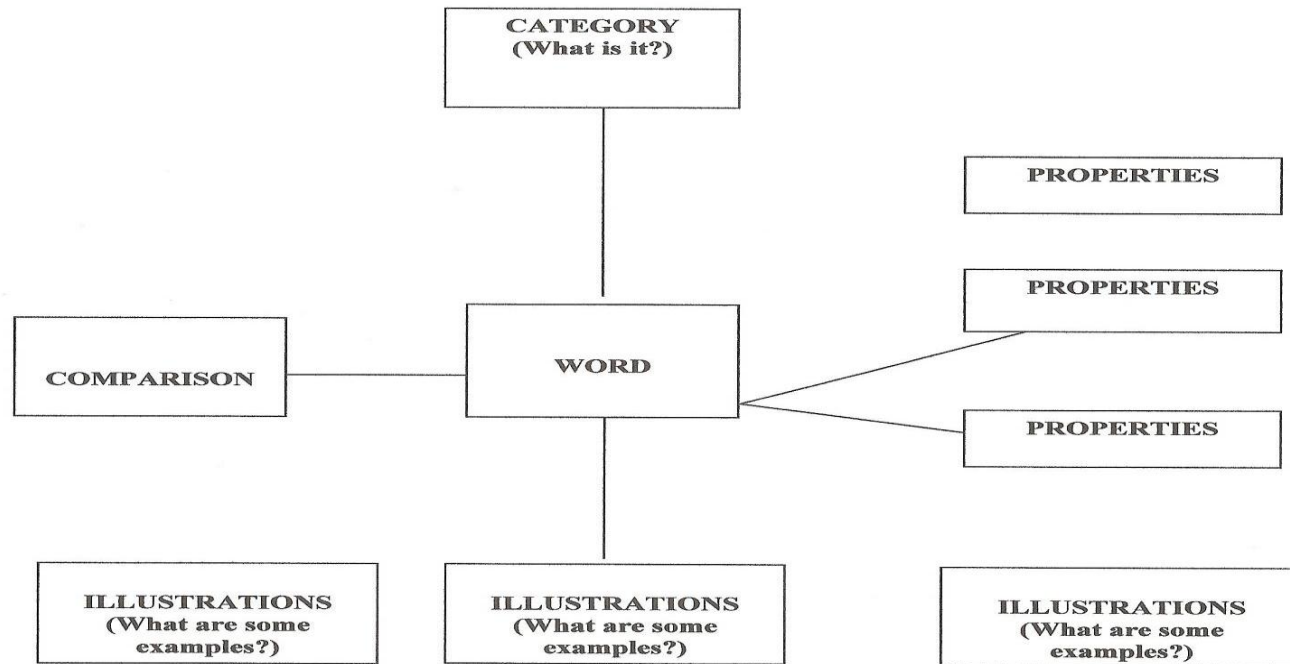 CATEGORY
(What is it?)
PROPERTIES
PROPERTIES
COMPARISON
WORD
PROPERTIES
ILLUSTRATIONS
(What are some
examples?)
ILLUSTRATIONS
(What are some
examples?)
ILLUSTRATIONS
(What are some
examples?)